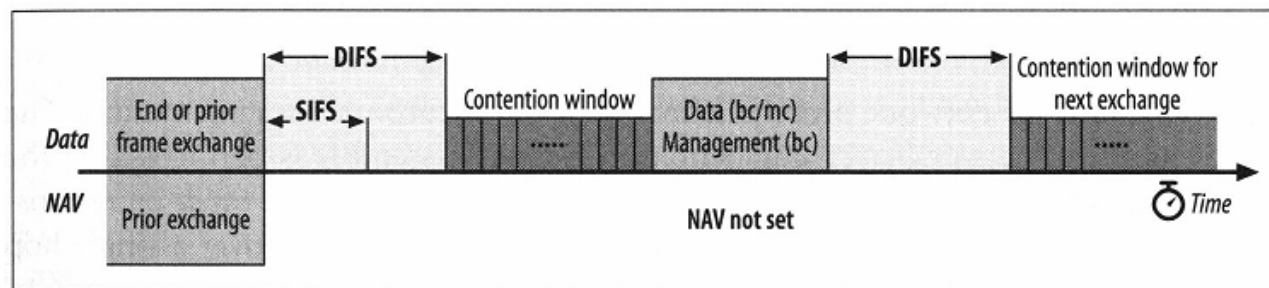 DIFS
DIFS
SIFS
Contention window
Contention window for
next exchange
End or prior
frame exchange
Data (bc/mc)
Management (bc)
Data
NAV
Prior exchange
NAV not set
Time